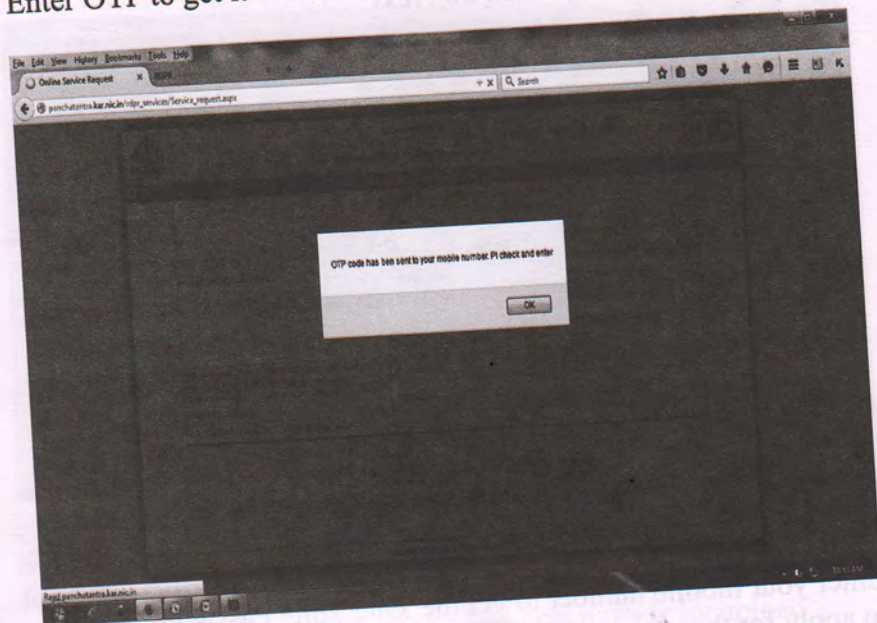 Enter OTP to get
File Edit View History Bookmarks Tools Help
Online Service Request
panchatantra.kar.nic.in/rdpr_services/Service_request.aspx
Search
OTP code has ben sent to your mobile number. Pl check and enter
OK
Read panchatantra.kar.nic.in